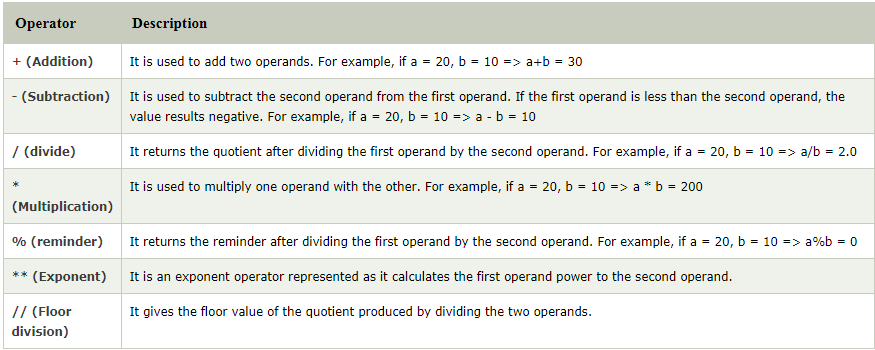 Operator Description
+ (Addition) It is used to add two operands. For example, if a = 20, b = 10 => a+b = 30
- (Subtraction) It is used to subtract the second operand from the first operand. If the first operand is less than the second operand, the
value results negative. For example, if a = 20, b = 10 => a - b = 10
/ (divide) It returns the quotient after dividing the first operand by the second operand. For example, if a = 20, b = 10 => a/b = 2.0
* It is used to multiply one operand with the other. For example, if a = 20, b = 10 => a * b = 200
(Multiplication)
% (reminder) It returns the reminder after dividing the first operand by the second operand. For example, if a = 20, b = 10 => a%b = 0
** (Exponent) It is an exponent operator represented as it calculates the first operand power to the second operand.
// (Floor It gives the floor value of the quotient produced by dividing the two operands.
division)